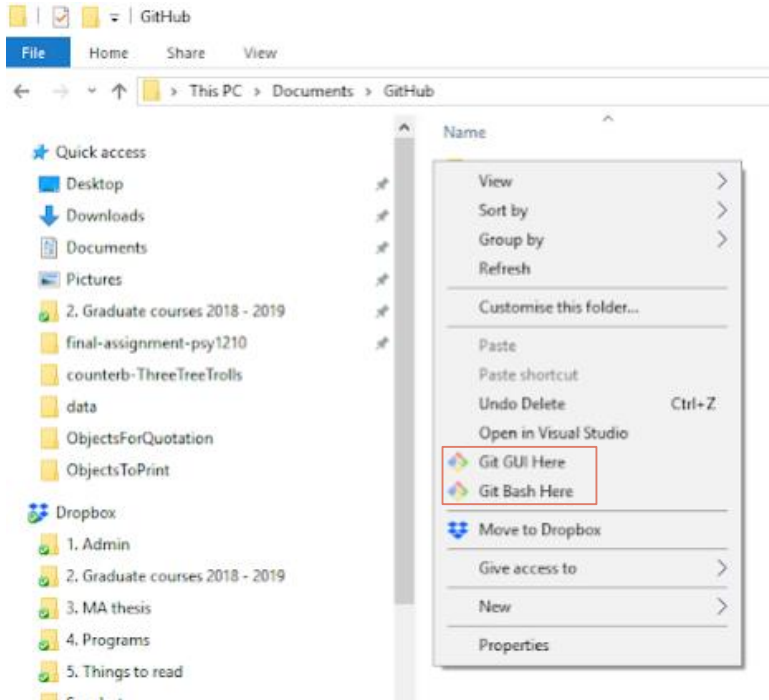 GitHub
File Home Share View
This PC > Documents > GitHub
Quick access
Desktop
Downloads
Documents
Pictures
2. Graduate courses 2018 - 2019
final-assignment-psy1210
counterb-ThreeTreeTrolls
data
ObjectsForQuotation
ObjectsToPrint
Dropbox
1. Admin
2. Graduate courses 2018 - 2019
3. MA thesis
4. Programs
5. Things to read
Name
View
Sort by
Group by
Refresh
Customise this folder...
Paste
Paste shortcut
Undo Delete Ctrl+Z
Open in Visual Studio
Git GUI Here
Git Bash Here
Move to Dropbox
Give access to
New
Properties